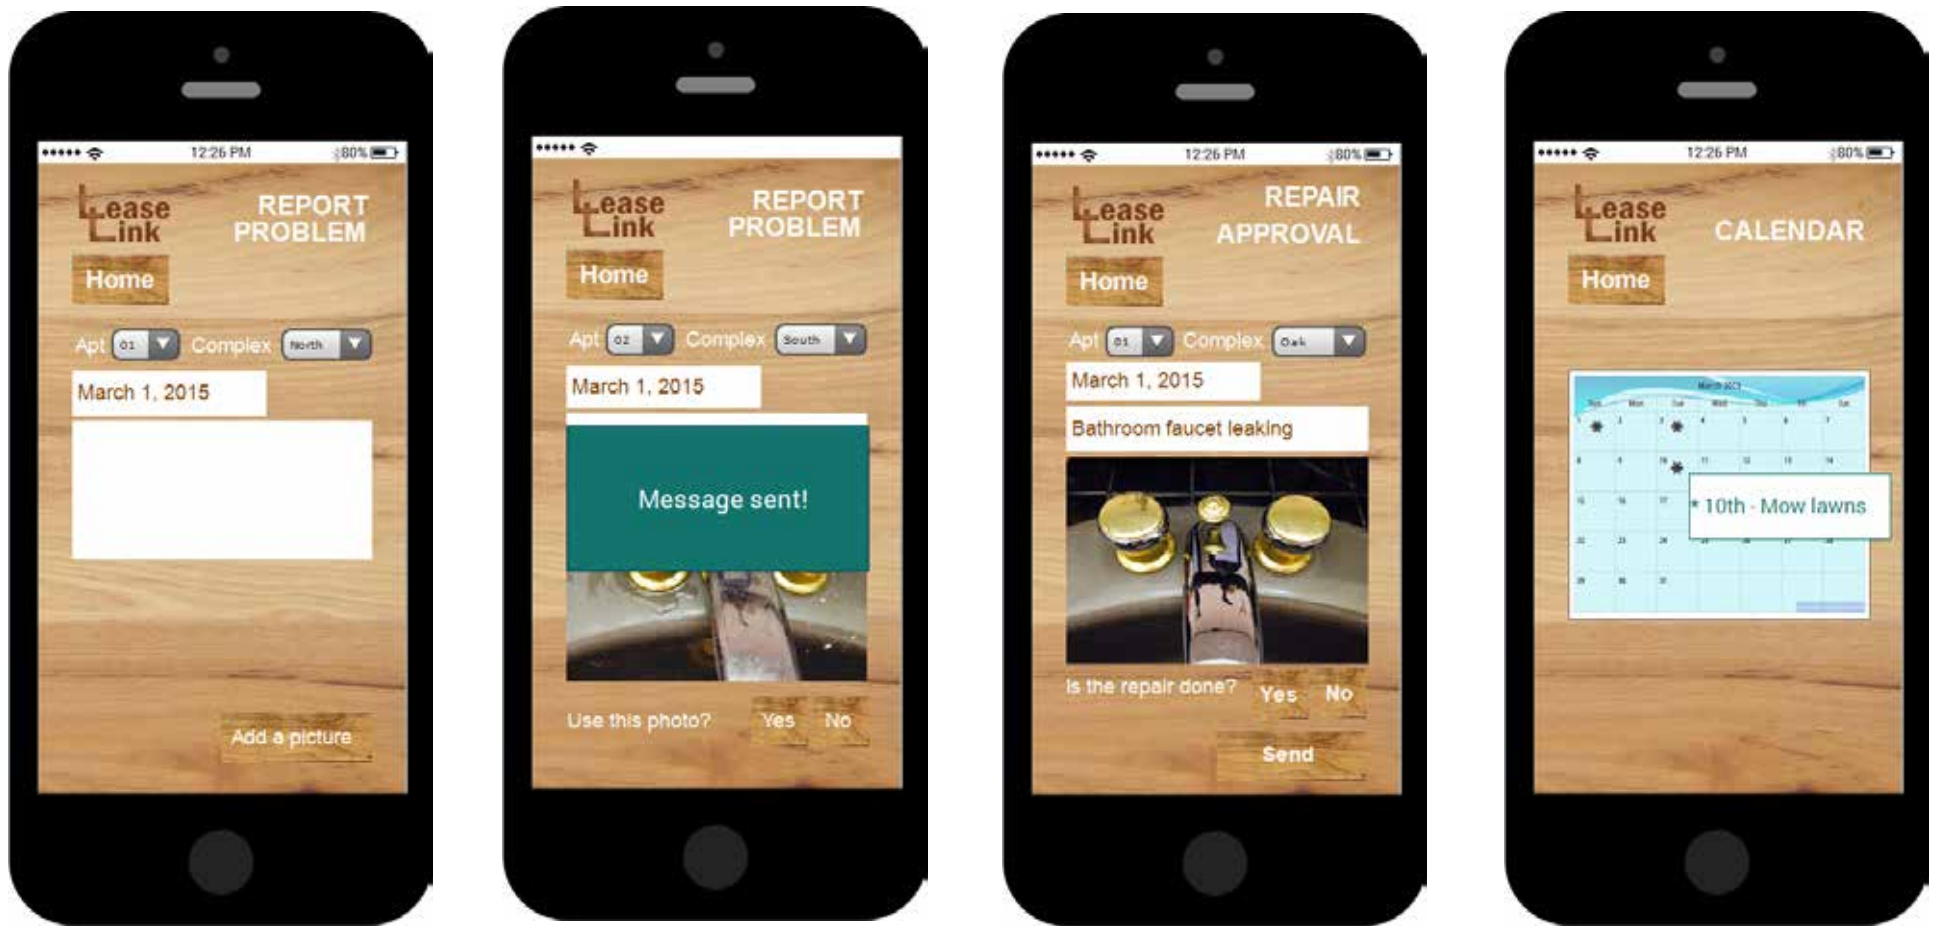 12:26 PM 80%
Lease
Link
REPORT
PROBLEM
Home
Apt 01 Complex North
March 1, 2015
Add a picture
Lease
Link
REPORT
PROBLEM
Home
Apt 02 Complex South
March 1, 2015
Message sent!
Use this photo? Yes No
12:26 PM 80%
Lease
Link
REPAIR
APPROVAL
Home
Apt 01 Complex Oak
March 1, 2015
Bathroom faucet leaking
Is the repair done? Yes No
Send
12:26 PM 80%
Lease
Link
CALENDAR
Home
* 10th - Mow lawns